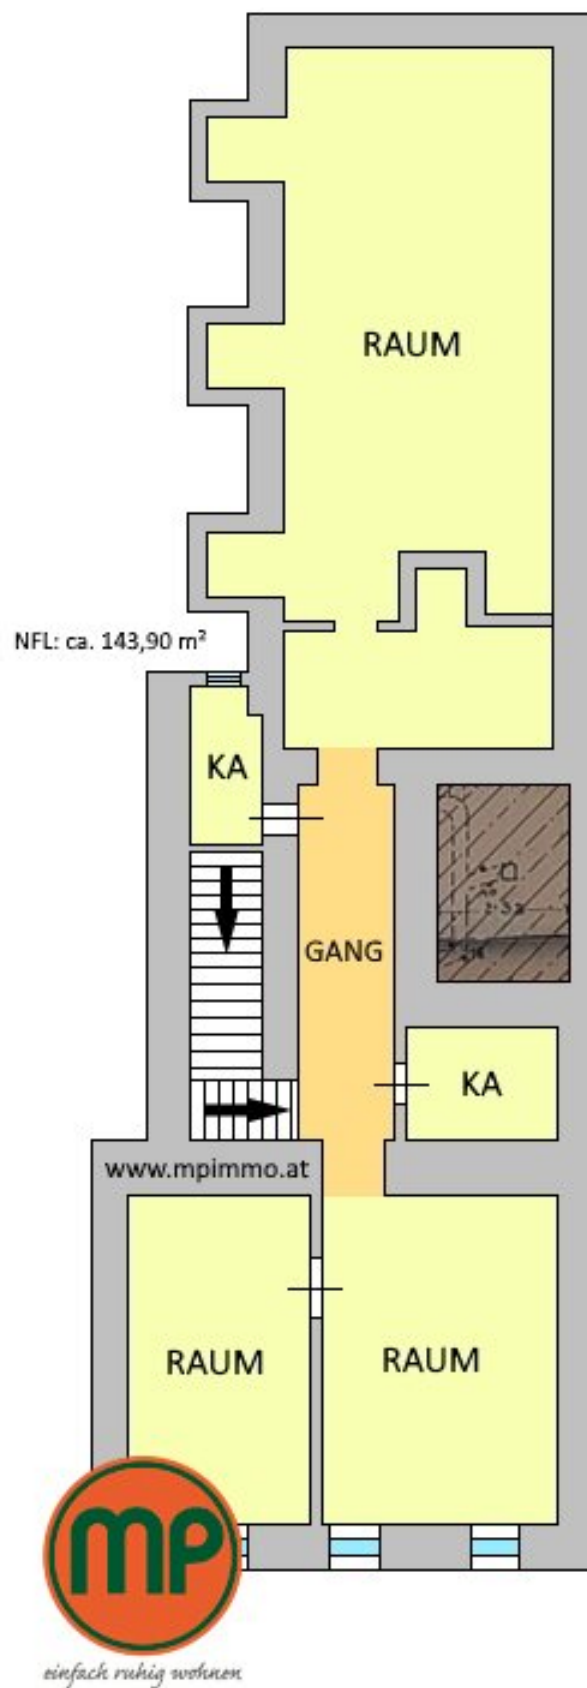 RAUM
NFL: ca. 143,90 m²
KA
GANG
KA
www.mpimmo.at
RAUM
RAUM
mp
einfach ruhig wohnen